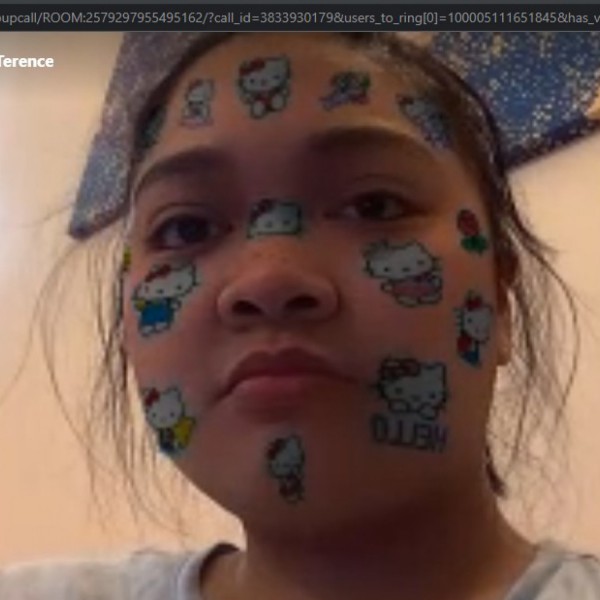 oupcall/ROOM:2579297955495162/?call_id=3833930179&users_to_ring[0]=100005111651845&has_v
Terence
HELLO